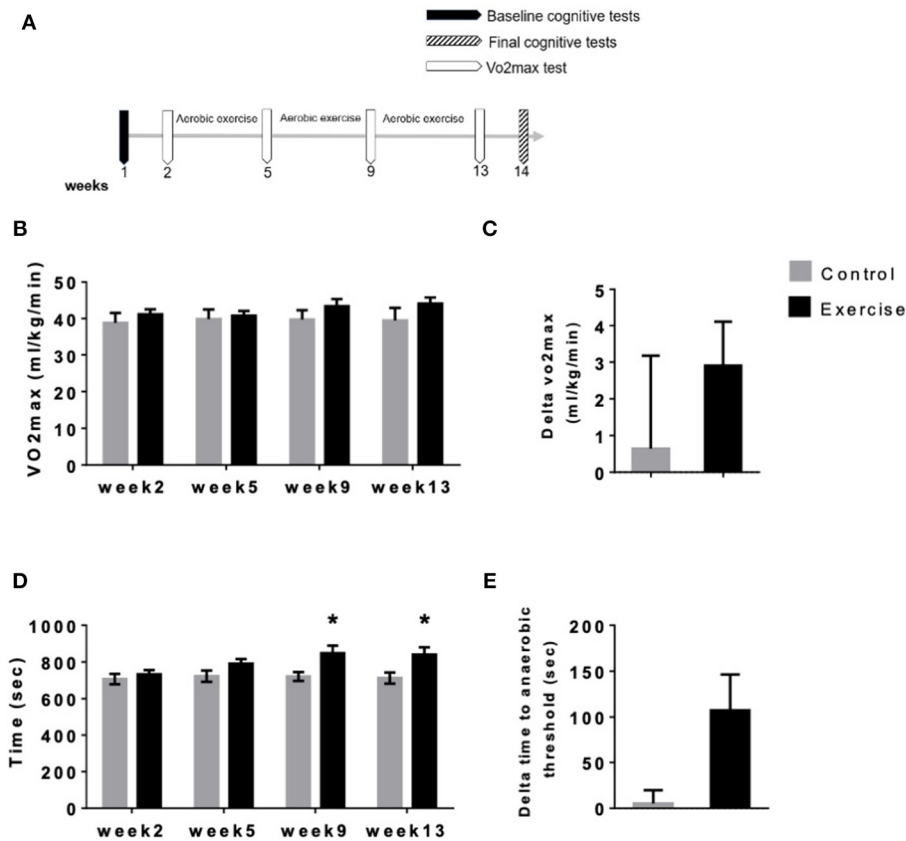 A
Baseline cognitive tests
Final cognitive tests
Vo2max test
Aerobic exercise Aerobic exercise Aerobic exercise
1 2 5 9 13 14
weeks
B
VO2max (ml/kg/min)
50
40
30
20
10
0
week2 week5 week9 week13
C
Control
Exercise
Delta vo2max
(ml/kg/min)
5
4
3
2
1
0
D
Time (sec)
1000
800
600
400
200
0
* *
week2 week5 week9 week13
E
Delta time to anaerobic
threshold (sec)
200
150
100
50
0